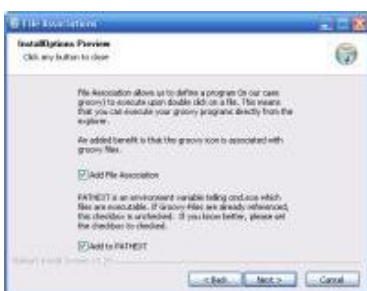 File Associations
InstallOptions Preview
Click any button to close
File Association allows us to define a program (in our case
groovy) to execute upon double click on a file. This means
that you can execute your groovy programs directly from the
explorer.
An added benefit is that the groovy icon is associated with
groovy files.
Add File Association
PATHEXT is an environment variable telling cmd.exe which
files are executable. If Groovy-Files are already referenced,
this checkbox is unchecked. If you know better, please set
the checkbox to checked.
Add to PATHEXT
Nullsoft Install System
< Back
Next >
Cancel